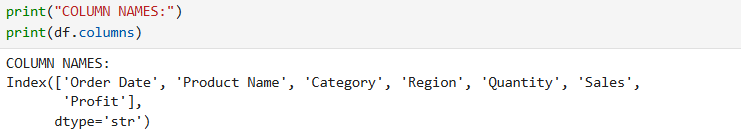 print("COLUMN NAMES:")
print(df.columns)
COLUMN NAMES:
Index(['Order Date', 'Product Name', 'Category', 'Region', 'Quantity', 'Sales',
       'Profit'],
      dtype='str')